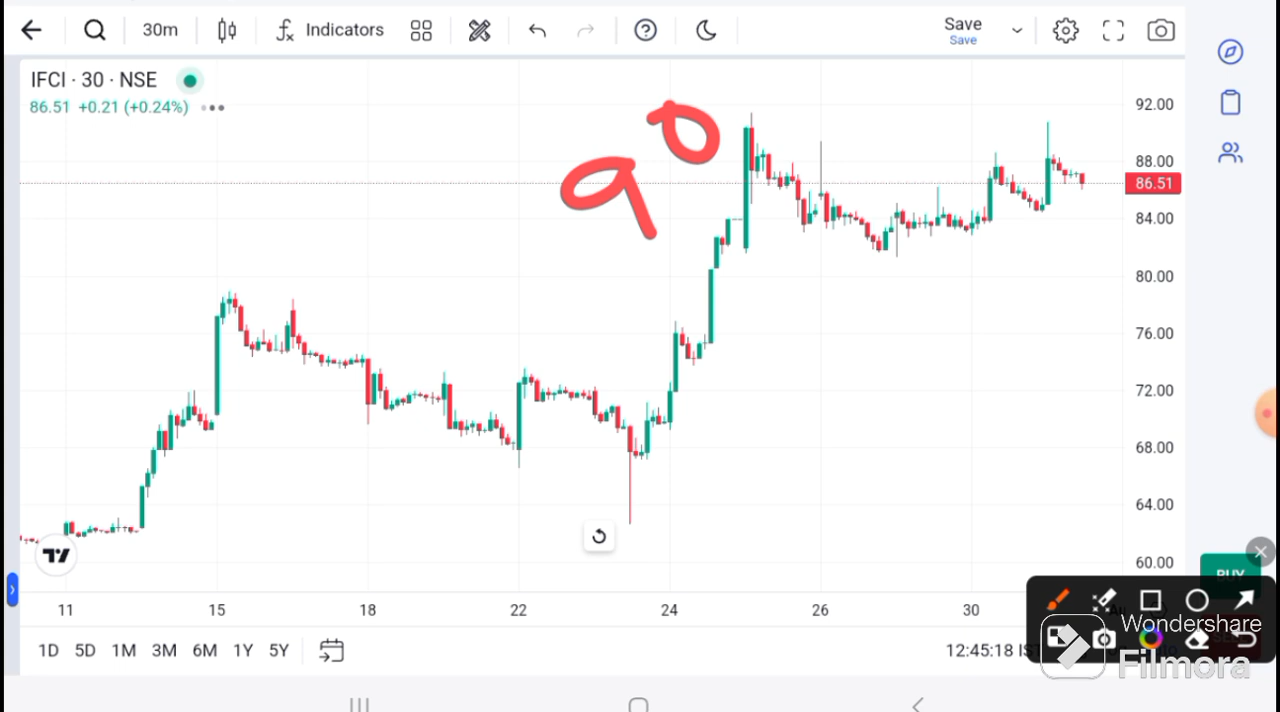 30m Indicators Save
Save
IFCI · 30 · NSE
86.51 +0.21 (+0.24%)
90
92.00
88.00
86.51
84.00
80.00
76.00
72.00
68.00
64.00
60.00
BUY
11 15 18 22 24 26 30
1D 5D 1M 3M 6M 1Y 5Y 12:45:18
Wondershare
Filmora